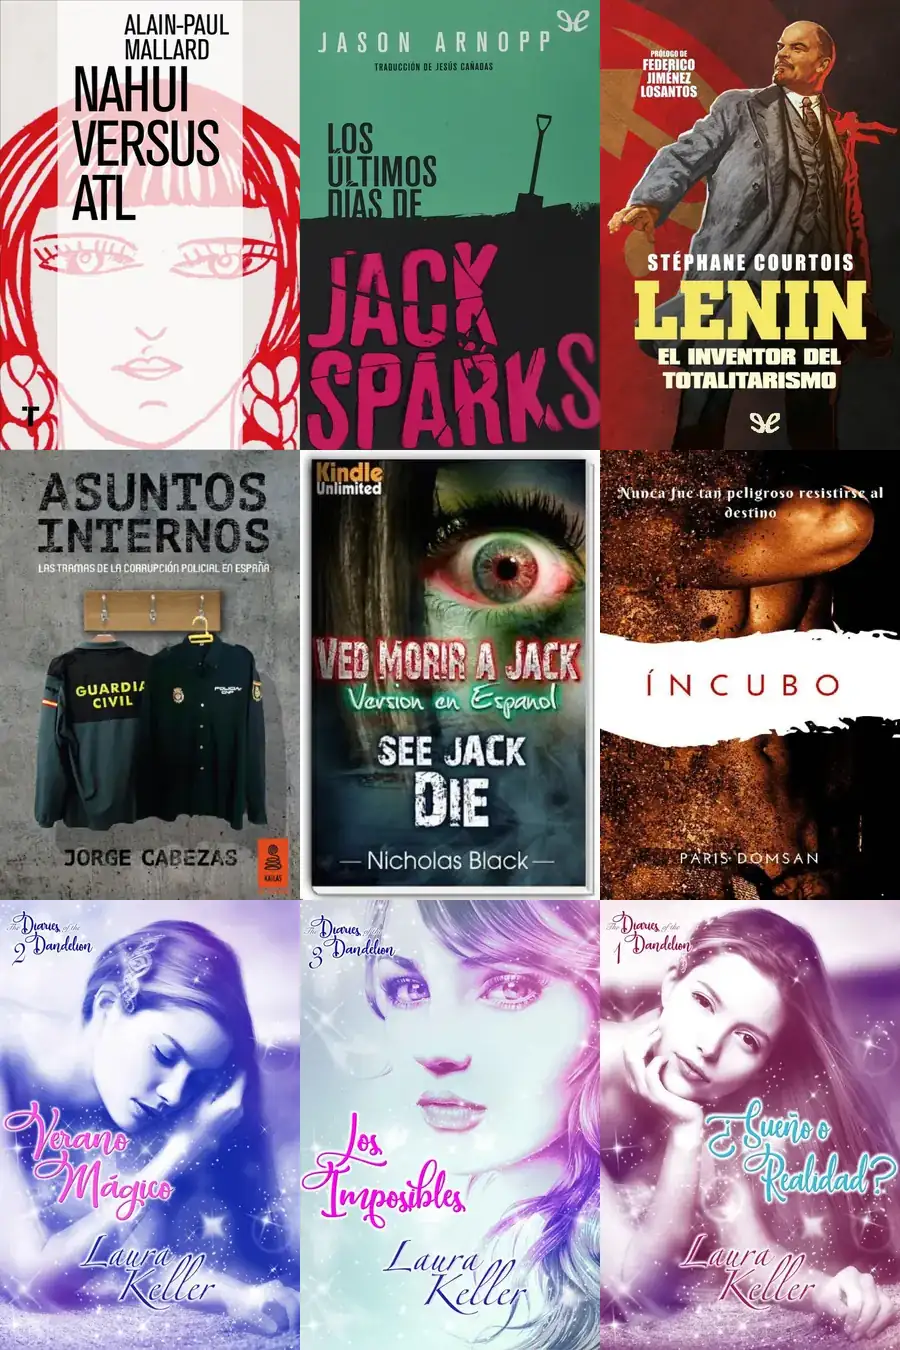 ALAIN-PAUL
MALLARD
NAHUI
VERSUS
ATL
T
JASON ARNOPP
TRADUCCIÓN DE JESÚS CAÑADAS
LOS
ÚLTIMOS
DÍAS DE
JACK
SPARKS
PRÓLOGO DE
FEDERICO
JIMÉNEZ
LOSANTOS
STÉPHANE COURTOIS
LENIN
EL INVENTOR DEL
TOTALITARISMO
ASUNTOS
INTERNOS
LAS TRAMAS DE LA CORRUPCIÓN POLICIAL EN ESPAÑA
GUARDIA
CIVIL
POLICIA
CNP
JORGE CABEZAS
KAILAS
Kindle
Unlimited
VED MORIR A JACK
Version en Espanol
SEE JACK
DIE
— Nicholas Black —
Nunca fue tan peligroso resistirse al
destino
ÍNCUBO
PARIS DOMSAN
The Diaries of the
2 Dandelion
Verano
Mágico
Laura
Keller
The Diaries of the
3 Dandelion
Los
Imposibles
Laura
Keller
The Diaries of the
1 Dandelion
¿Sueño o
Realidad?
Laura
Keller